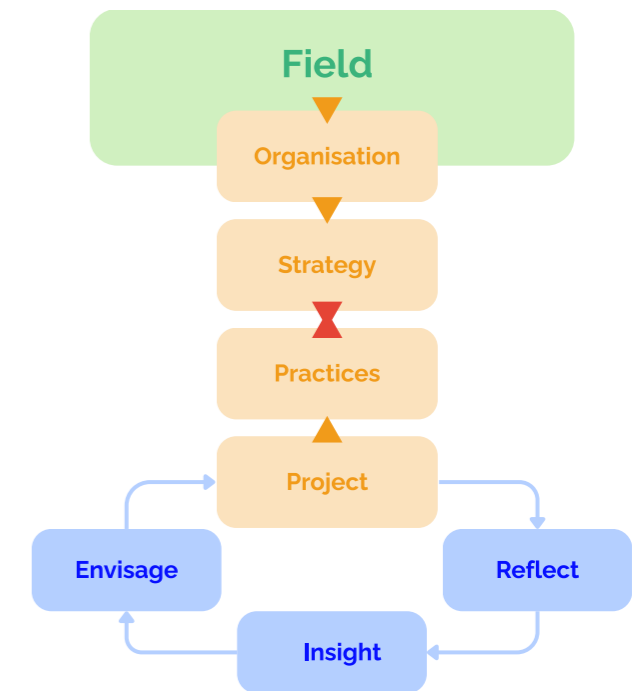 Field
Organisation
Strategy
Practices
Project
Envisage
Reflect
Insight